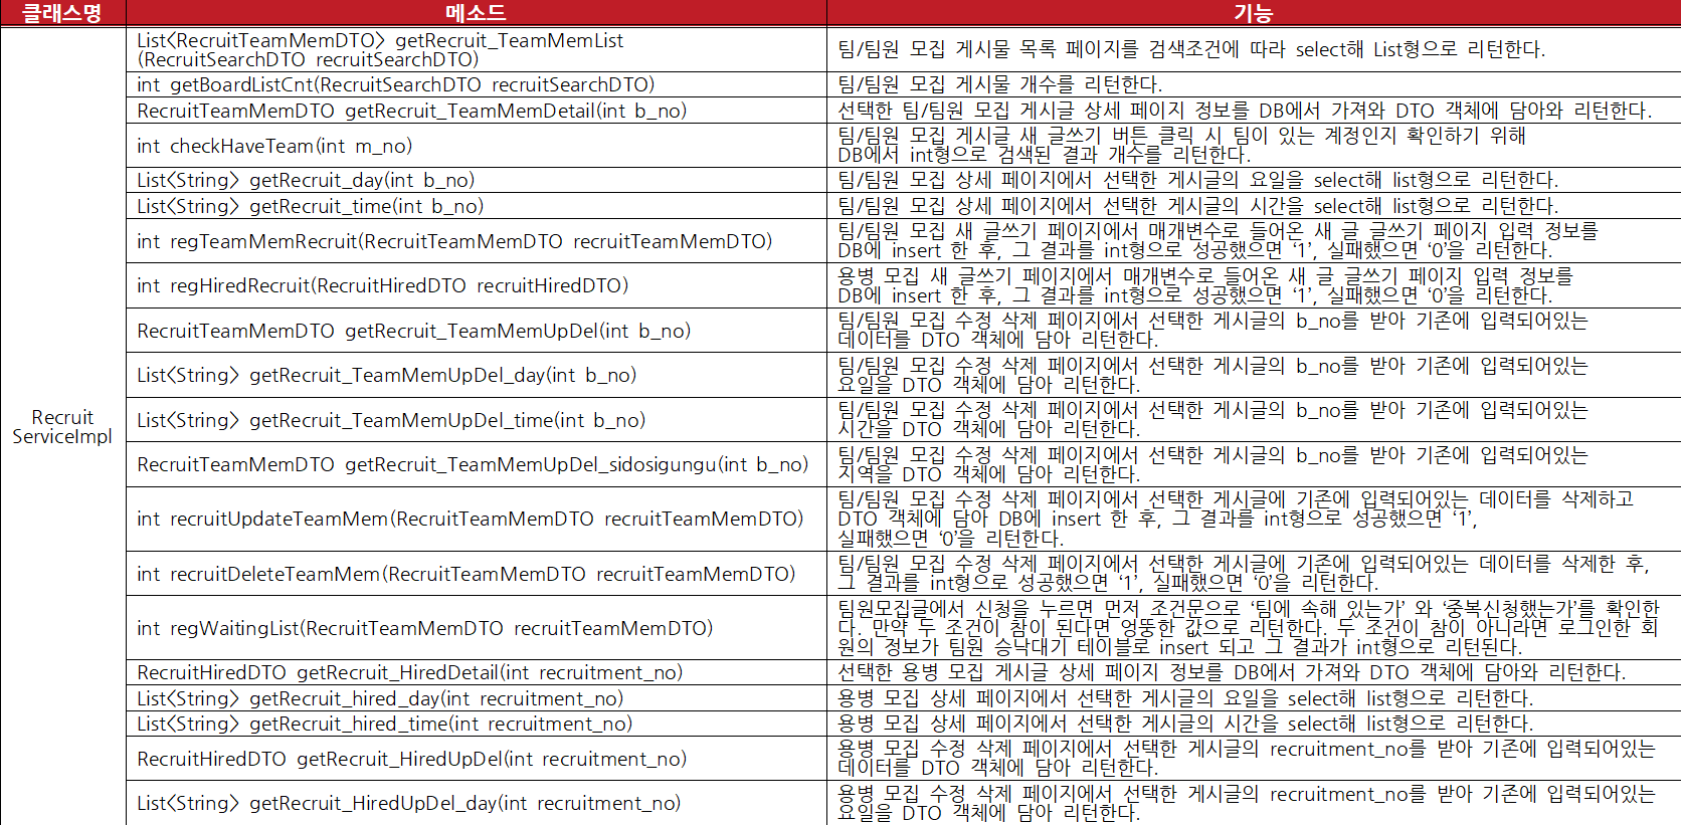 클래스명
메소드
기능
Recruit
ServiceImpl
List<RecruitTeamMemDTO> getRecruit_TeamMemList
(RecruitSearchDTO recruitSearchDTO)
팀/팀원 모집 게시물 목록 페이지를 검색조건에 따라 select해 List형으로 리턴한다.
int getBoardListCnt(RecruitSearchDTO recruitSearchDTO)
팀/팀원 모집 게시물 개수를 리턴한다.
RecruitTeamMemDTO getRecruit_TeamMemDetail(int b_no)
선택한 팀/팀원 모집 게시글 상세 페이지 정보를 DB에서 가져와 DTO 객체에 담아와 리턴한다.
int checkHaveTeam(int m_no)
팀/팀원 모집 게시글 새 글쓰기 버튼 클릭 시 팀이 있는 계정인지 확인하기 위해
DB에서 int형으로 검색된 결과 개수를 리턴한다.
List<String> getRecruit_day(int b_no)
팀/팀원 모집 상세 페이지에서 선택한 게시글의 요일을 select해 list형으로 리턴한다.
List<String> getRecruit_time(int b_no)
팀/팀원 모집 상세 페이지에서 선택한 게시글의 시간을 select해 list형으로 리턴한다.
int regTeamMemRecruit(RecruitTeamMemDTO recruitTeamMemDTO)
팀/팀원 모집 새 글쓰기 페이지에서 매개변수로 들어온 새 글 글쓰기 페이지 입력 정보를
DB에 insert 한 후, 그 결과를 int형으로 성공했으면 ‘1’, 실패했으면 ‘0’을 리턴한다.
int regHiredRecruit(RecruitHiredDTO recruitHiredDTO)
용병 모집 새 글쓰기 페이지에서 매개변수로 들어온 새 글 글쓰기 페이지 입력 정보를
DB에 insert 한 후, 그 결과를 int형으로 성공했으면 ‘1’, 실패했으면 ‘0’을 리턴한다.
RecruitTeamMemDTO getRecruit_TeamMemUpDel(int b_no)
팀/팀원 모집 수정 삭제 페이지에서 선택한 게시글의 b_no를 받아 기존에 입력되어있는
데이터를 DTO 객체에 담아 리턴한다.
List<String> getRecruit_TeamMemUpDel_day(int b_no)
팀/팀원 모집 수정 삭제 페이지에서 선택한 게시글의 b_no를 받아 기존에 입력되어있는
요일을 DTO 객체에 담아 리턴한다.
List<String> getRecruit_TeamMemUpDel_time(int b_no)
팀/팀원 모집 수정 삭제 페이지에서 선택한 게시글의 b_no를 받아 기존에 입력되어있는
시간을 DTO 객체에 담아 리턴한다.
RecruitTeamMemDTO getRecruit_TeamMemUpDel_sidosigungu(int b_no)
팀/팀원 모집 수정 삭제 페이지에서 선택한 게시글의 b_no를 받아 기존에 입력되어있는
지역을 DTO 객체에 담아 리턴한다.
int recruitUpdateTeamMem(RecruitTeamMemDTO recruitTeamMemDTO)
팀/팀원 모집 수정 삭제 페이지에서 선택한 게시글에 기존에 입력되어있는 데이터를 삭제하고
DTO 객체에 담아 DB에 insert 한 후, 그 결과를 int형으로 성공했으면 ‘1’,
실패했으면 ‘0’을 리턴한다.
int recruitDeleteTeamMem(RecruitTeamMemDTO recruitTeamMemDTO)
팀/팀원 모집 수정 삭제 페이지에서 선택한 게시글에 기존에 입력되어있는 데이터를 삭제한 후,
그 결과를 int형으로 성공했으면 ‘1’, 실패했으면 ‘0’을 리턴한다.
int regWaitingList(RecruitTeamMemDTO recruitTeamMemDTO)
팀원모집글에서 신청을 누르면 먼저 조건문으로 ‘팀에 속해 있는가’ 와 ‘중복신청했는가’를 확인한
다. 만약 두 조건이 참이 된다면 엉뚱한 값으로 리턴한다. 두 조건이 참이 아니라면 로그인한 회
원의 정보가 팀원 승낙대기 테이블로 insert 되고 그 결과가 int형으로 리턴된다.
RecruitHiredDTO getRecruit_HiredDetail(int recruitment_no)
선택한 용병 모집 게시글 상세 페이지 정보를 DB에서 가져와 DTO 객체에 담아와 리턴한다.
List<String> getRecruit_hired_day(int recruitment_no)
용병 모집 상세 페이지에서 선택한 게시글의 요일을 select해 list형으로 리턴한다.
List<String> getRecruit_hired_time(int recruitment_no)
용병 모집 상세 페이지에서 선택한 게시글의 시간을 select해 list형으로 리턴한다.
RecruitHiredDTO getRecruit_HiredUpDel(int recruitment_no)
용병 모집 수정 삭제 페이지에서 선택한 게시글의 recruitment_no를 받아 기존에 입력되어있는
데이터를 DTO 객체에 담아 리턴한다.
List<String> getRecruit_HiredUpDel_day(int recruitment_no)
용병 모집 수정 삭제 페이지에서 선택한 게시글의 recruitment_no를 받아 기존에 입력되어있는
요일을 DTO 객체에 담아 리턴한다.